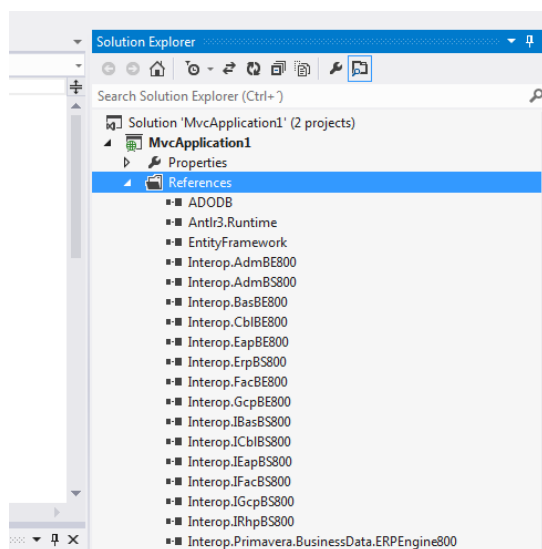 Solution Explorer
Search Solution Explorer (Ctrl+´)
Solution 'MvcApplication1' (2 projects)
MvcApplication1
Properties
References
ADODB
Antlr3.Runtime
EntityFramework
Interop.AdmBE800
Interop.AdmBS800
Interop.BasBE800
Interop.CblBE800
Interop.EapBE800
Interop.ErpBS800
Interop.FacBE800
Interop.GcpBE800
Interop.IBasBS800
Interop.ICblBS800
Interop.IEapBS800
Interop.IFacBS800
Interop.IGcpBS800
Interop.IRhpBS800
Interop.Primavera.BusinessData.ERPEngine800